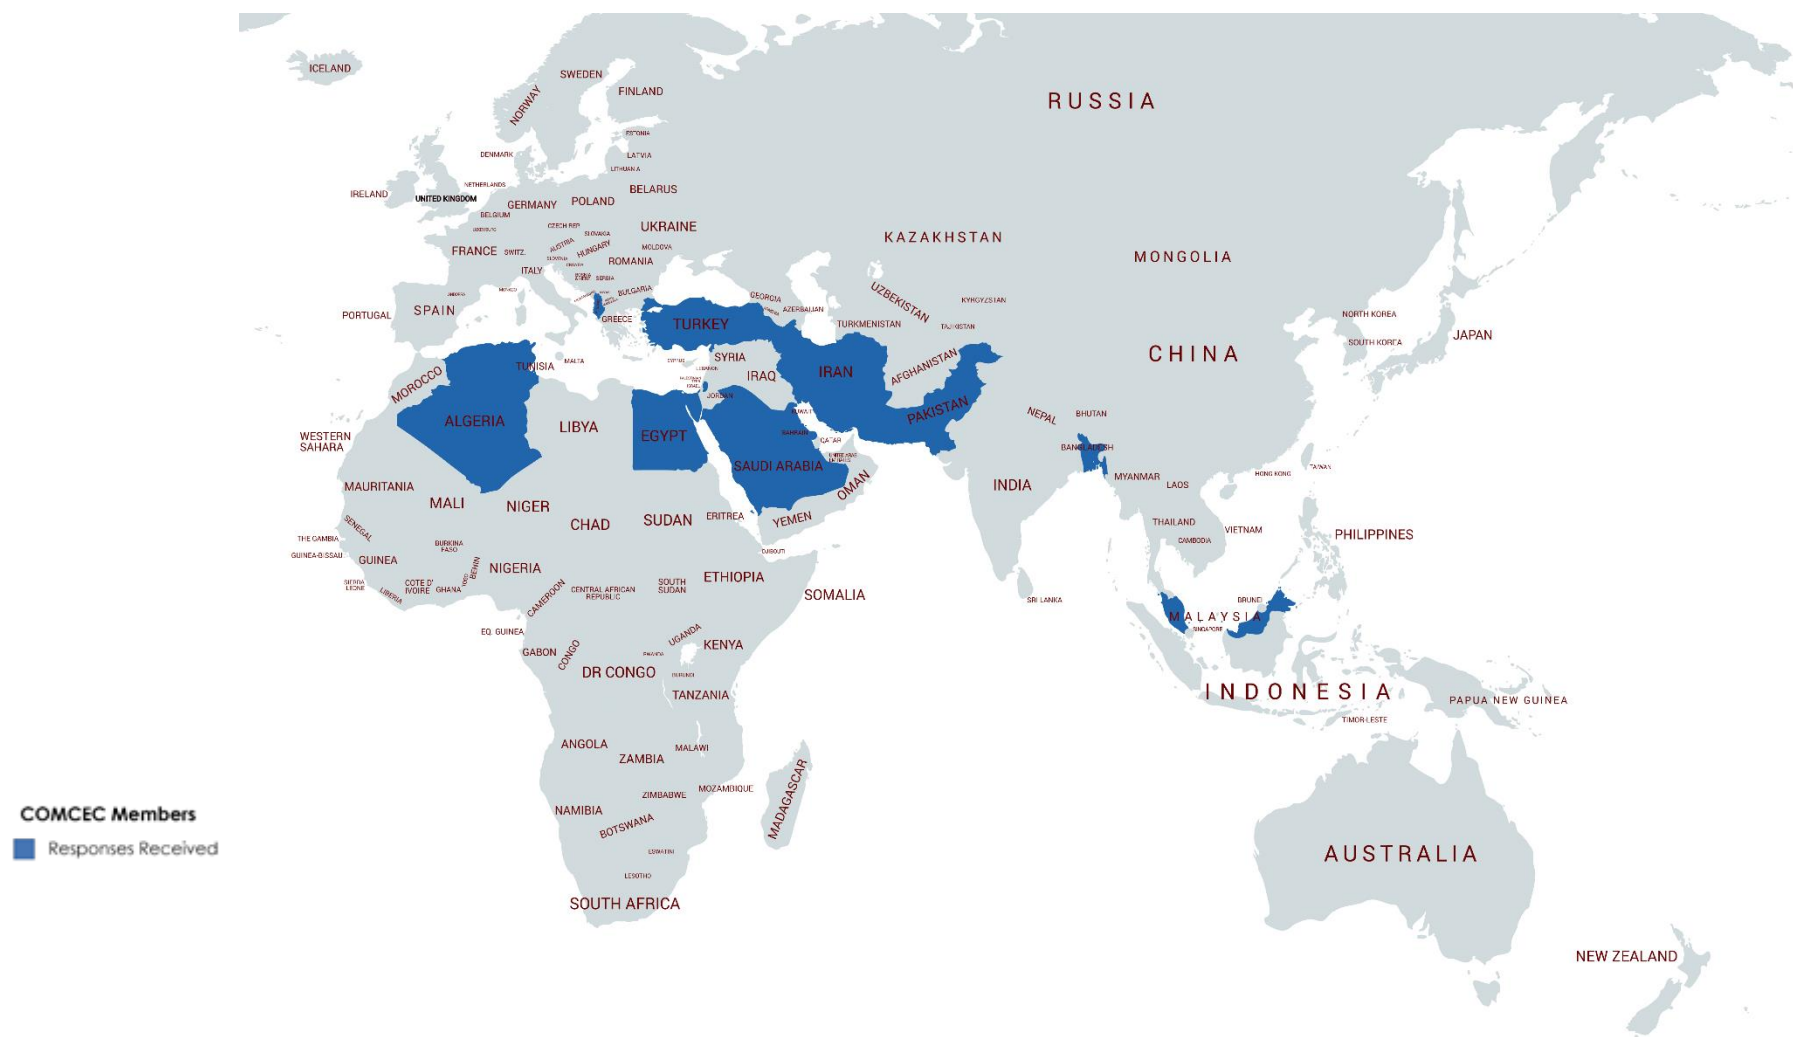 ICELAND
SWEDEN
NORWAY
FINLAND
RUSSIA
ESTONIA
DENMARK
LATVIA
LITHUANIA
NETHERLANDS
IRELAND
UNITED KINGDOM
BELARUS
GERMANY
POLAND
BELGIUM
CZECH REP.
UKRAINE
SLOVAKIA
KAZAKHSTAN
FRANCE
SWITZ.
AUSTRIA
HUNGARY
MOLDOVA
MONGOLIA
SLOVENIA
ROMANIA
ITALY
SERBIA
MONACO
BULGARIA
PORTUGAL
SPAIN
GEORGIA
AZERBAIJAN
UZBEKISTAN
KYRGYZSTAN
GREECE
TURKEY
TURKMENISTAN
TAJIKISTAN
NORTH KOREA
SOUTH KOREA
JAPAN
CHINA
TUNISIA
MALTA
CYPRUS
SYRIA
LEBANON
IRAQ
IRAN
AFGHANISTAN
MOROCCO
ISRAEL
JORDAN
KUWAIT
PAKISTAN
NEPAL
BHUTAN
ALGERIA
LIBYA
EGYPT
BAHRAIN
QATAR
UNITED ARAB
EMIRATES
WESTERN
SAHARA
SAUDI ARABIA
OMAN
BANGLADESH
INDIA
MYANMAR
LAOS
HONG KONG
TAIWAN
MAURITANIA
MALI
NIGER
CHAD
SUDAN
ERITREA
YEMEN
THAILAND
CAMBODIA
VIETNAM
PHILIPPINES
SENEGAL
THE GAMBIA
GUINEA-BISSAU
GUINEA
BURKINA
FASO
DJIBOUTI
SIERRA
LEONE
LIBERIA
COTE D'
IVOIRE
GHANA
TOGO
BENIN
NIGERIA
CAMEROON
CENTRAL AFRICAN
REPUBLIC
SOUTH
SUDAN
ETHIOPIA
SOMALIA
SRI LANKA
BRUNEI
MALAYSIA
SINGAPORE
EQ. GUINEA
GABON
CONGO
UGANDA
KENYA
RWANDA
DR CONGO
BURUNDI
TANZANIA
INDONESIA
PAPUA NEW GUINEA
TIMOR-LESTE
ANGOLA
ZAMBIA
MALAWI
MOZAMBIQUE
MADAGASCAR
ZIMBABWE
NAMIBIA
BOTSWANA
ESWATINI
LESOTHO
SOUTH AFRICA
AUSTRALIA
NEW ZEALAND
COMCEC Members
Responses Received